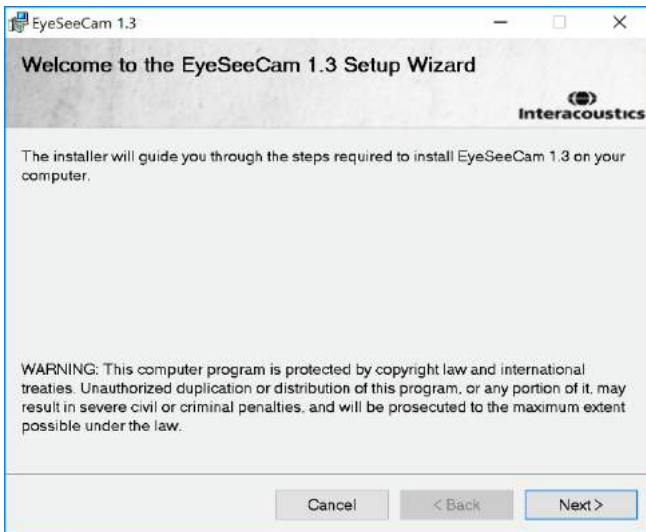 EyeSeeCam 1.3
Welcome to the EyeSeeCam 1.3 Setup Wizard
Interacoustics
The installer will guide you through the steps required to install EyeSeeCam 1.3 on your
computer.
WARNING: This computer program is protected by copyright law and international
treaties. Unauthorized duplication or distribution of this program, or any portion of it, may
result in severe civil or criminal penalties, and will be prosecuted to the maximum extent
possible under the law.
Cancel < Back Next >